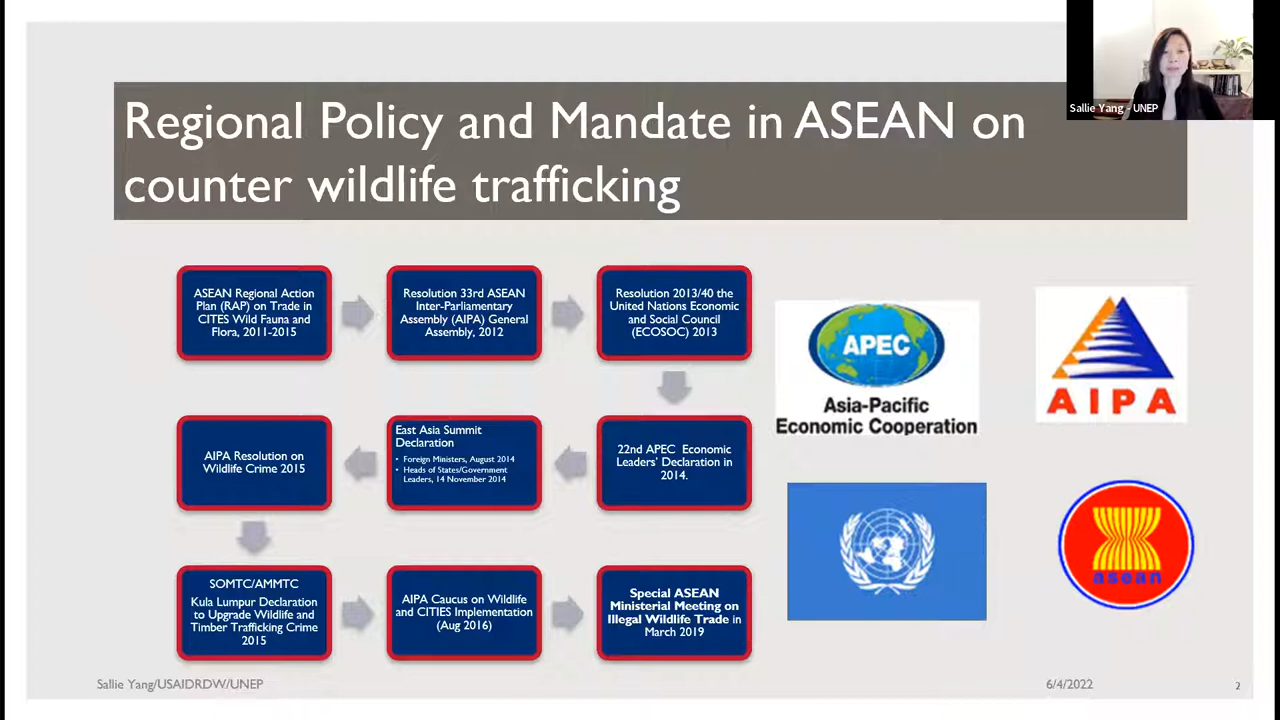 Sallie Yang - UNEP
Regional Policy and Mandate in ASEAN on
counter wildlife trafficking
ASEAN Regional Action
Plan (RAP) on Trade in
CITES Wild Fauna and
Flora, 2011-2015
Resolution 33rd ASEAN
Inter-Parliamentary
Assembly (AIPA) General
Assembly, 2012
Resolution 2013/40 the
United Nations Economic
and Social Council
(ECOSOC) 2013
22nd APEC Economic
Leaders' Declaration in
2014.
East Asia Summit
Declaration
• Foreign Ministers, August 2014
• Heads of States/Government
Leaders, 14 November 2014
AIPA Resolution on
Wildlife Crime 2015
SOMTC/AMMTC
Kula Lumpur Declaration
to Upgrade Wildlife and
Timber Trafficking Crime
2015
AIPA Caucus on Wildlife
and CITIES Implementation
(Aug 2016)
Special ASEAN
Ministerial Meeting on
Illegal Wildlife Trade in
March 2019
APEC
Asia-Pacific
Economic Cooperation
AIPA
asean
Sallie Yang/USAIDRDW/UNEP
6/4/2022
2